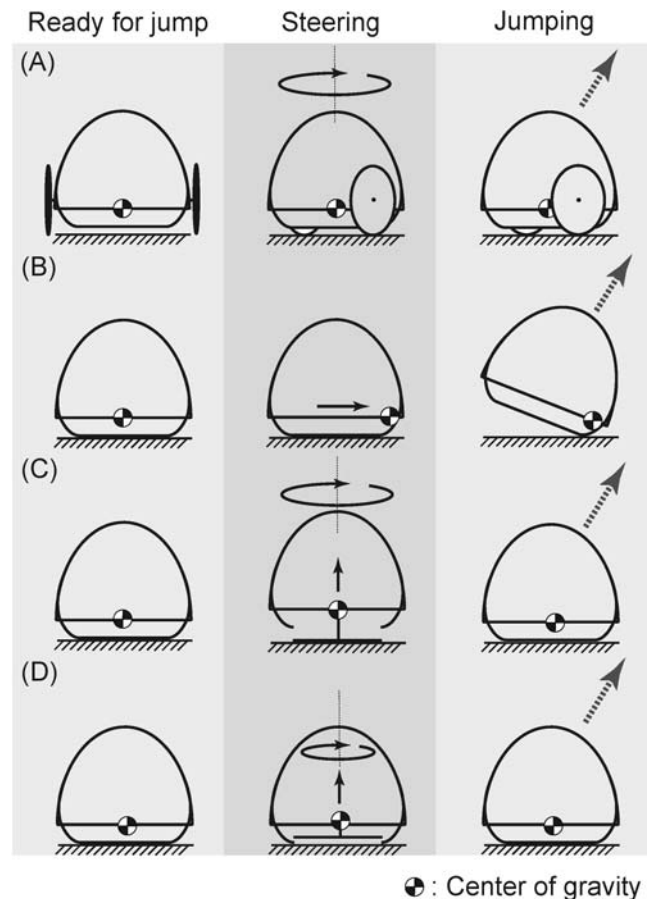 Ready for jump Steering Jumping
(A)
(B)
(C)
(D)
: Center of gravity